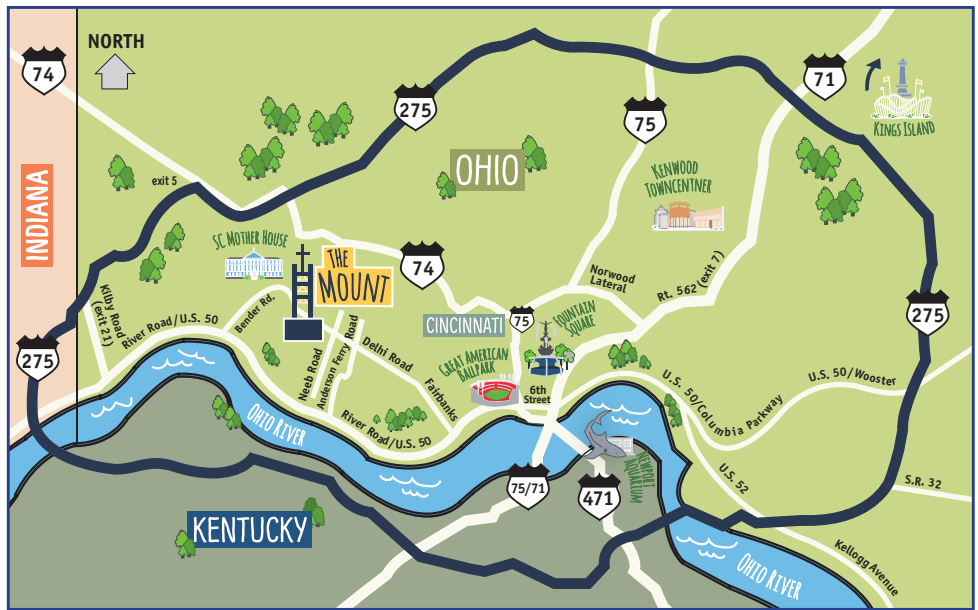 NORTH
74
275
75
71
KINGS ISLAND
INDIANA
exit 5
OHIO
KENWOOD
TOWNCENTNER
SC MOTHER HOUSE
THE
MOUNT
74
Norwood
Lateral
Rt. 562 (exit 7)
Kilby Road
(exit 21)
River Road/U.S. 50
Bender Rd.
CINCINNATI
75
FOUNTAIN
SQUARE
275
275
Neeb Road
Anderson Ferry Road
Delhi Road
Fairbanks
GREAT AMERICAN
BALLPARK
6th
Street
U.S. 50/Columbia Parkway
U.S. 50/Wooster
OHIO RIVER
River Road/U.S. 50
NEWPORT
AQUARIUM
U.S. 52
S.R. 32
75/71
471
KENTUCKY
OHIO RIVER
Kellogg Avenue